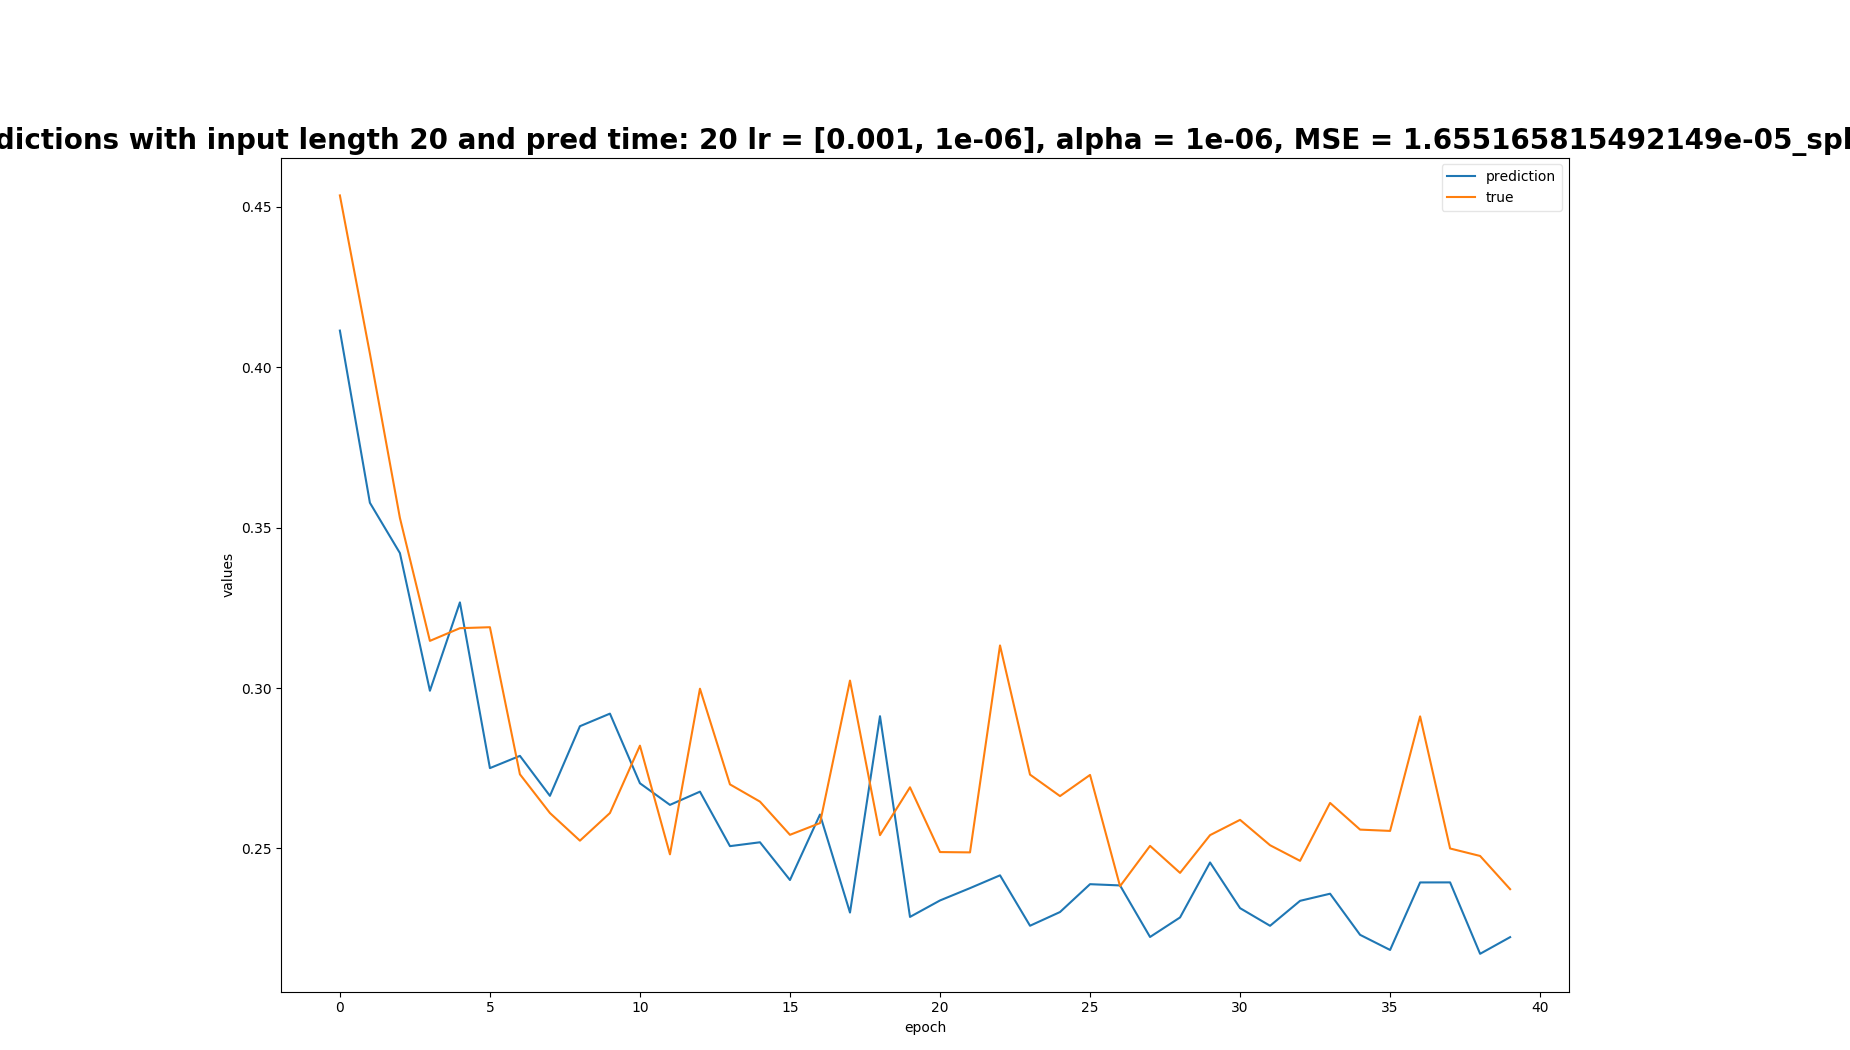 dictions with input length 20 and pred time: 20 lr = [0.001, 1e-06], alpha = 1e-06, MSE = 1.655165815492149e-05_spl
prediction
true
0.45
0.40
0.35
0.30
0.25
values
0 5 10 15 20 25 30 35 40
epoch